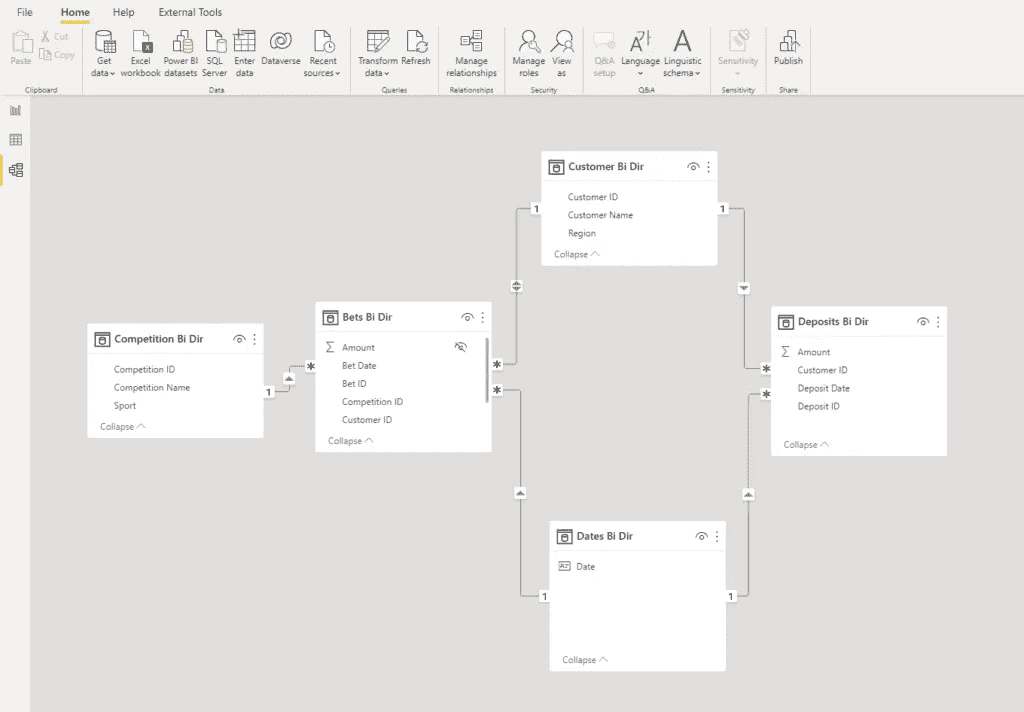 File Home Help External Tools
Paste Cut Copy
Clipboard
Get data Excel workbook Power BI datasets SQL Server Enter data Dataverse Recent sources
Data
Transform data Refresh
Queries
Manage relationships
Relationships
Manage roles View as
Security
Q&A setup Language Linguistic schema
Q&A
Sensitivity
Sensitivity
Publish
Share
Customer Bi Dir
Customer ID
Customer Name
Region
Collapse
1
1
Bets Bi Dir
Amount
Bet Date
Bet ID
Competition ID
Customer ID
Collapse
*
*
*
Competition Bi Dir
Competition ID
Competition Name
Sport
Collapse
1
Deposits Bi Dir
Amount
Customer ID
Deposit Date
Deposit ID
Collapse
*
*
Dates Bi Dir
Date
Collapse
1
1